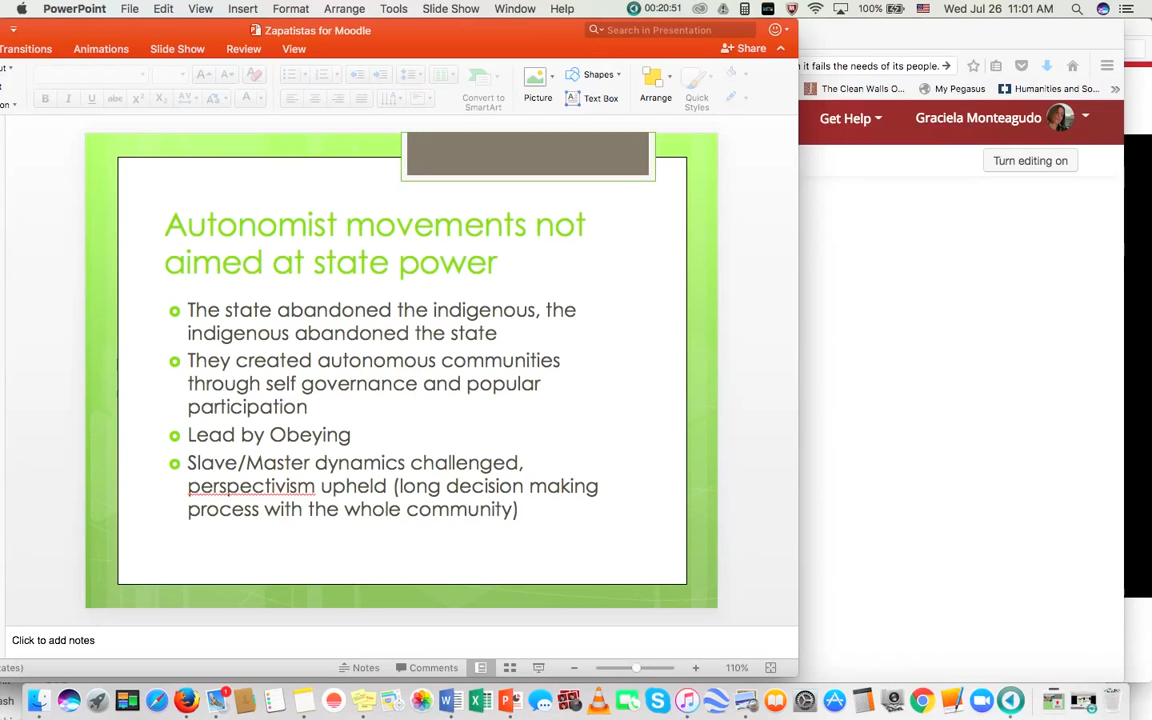 PowerPoint File Edit View Insert Format Arrange Tools Slide Show Window Help 00:20:51 100% Wed Jul 26 11:01 AM
Zapatistas for Moodle
Search in Presentation
Transitions Animations Slide Show Review View
Share
Convert to
SmartArt
Picture
Shapes
Text Box
Arrange
Quick
Styles
it fails the needs of its people.
The Clean Walls O...
My Pegasus
Humanities and So...
Get Help
Graciela Monteagudo
Turn editing on
Autonomist movements not
aimed at state power
The state abandoned the indigenous, the
indigenous abandoned the state
They created autonomous communities
through self governance and popular
participation
Lead by Obeying
Slave/Master dynamics challenged,
perspectivism upheld (long decision making
process with the whole community)
Click to add notes
Notes Comments 110%